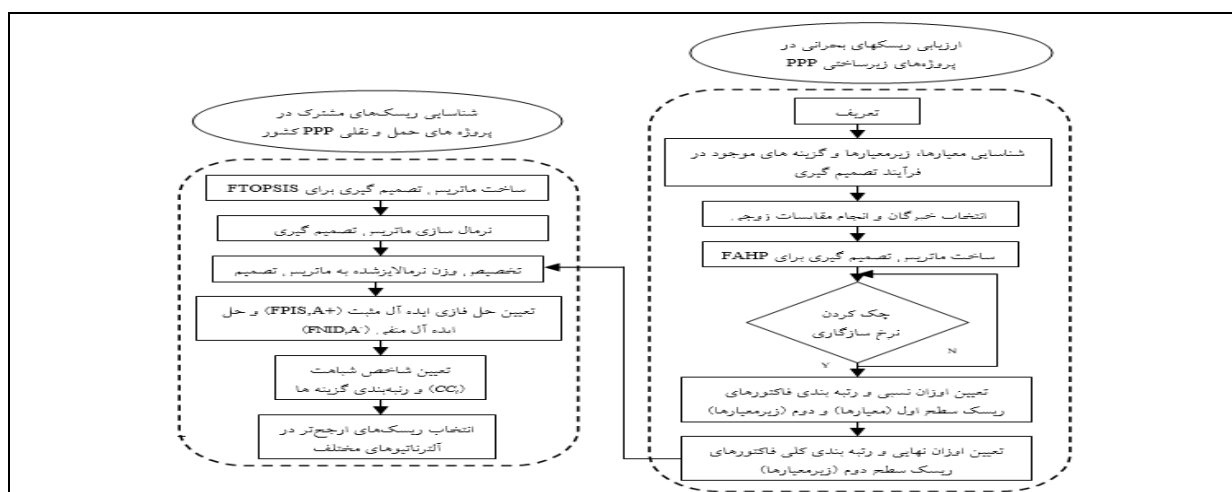 ارزیابی ریسکهای بحرانی در
پروژه‌های زیرساختی PPP
تعریف
شناسایی معیارها، زیرمعیارها و گزینه های موجود در
فرآیند تصمیم گیری
انتخاب خبرگان و انجام مقایسات زوجی
ساخت ماتریس تصمیم گیری برای FAHP
چک کردن
نرخ سازگاری
N
Y
تعیین اوزان نسبی و رتبه بندی فاکتورهای
ریسک سطح اول (معیارها) و دوم (زیرمعیارها)
تعیین اوزان نهایی و رتبه بندی کلی فاکتورهای
ریسک سطح دوم (زیرمعیارها)
شناسایی ریسک‌های مشترک در
پروژه های حمل و نقلی PPP کشور
ساخت ماتریس تصمیم گیری برای FTOPSIS
نرمال سازی ماتریس تصمیم گیری
تخصیص وزن نرمالایزشده به ماتریس تصمیم
تعیین حل فازی ایده آل مثبت (FPIS,A+) و حل
ایده آل منفی (FNID,A-)
تعیین شاخص شباهت
(CCi) و رتبه‌بندی گزینه ها
انتخاب ریسک‌های ارجح‌تر در
آلترناتیوهای مختلف